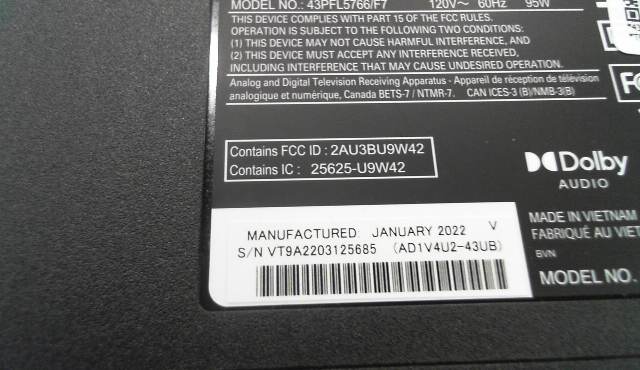 MODEL NO.: 43PFL5766/F7 120V～ 60Hz 95W
THIS DEVICE COMPLIES WITH PART 15 OF THE FCC RULES.
OPERATION IS SUBJECT TO THE FOLLOWING TWO CONDITIONS:
(1) THIS DEVICE MAY NOT CAUSE HARMFUL INTERFERENCE, AND
(2) THIS DEVICE MUST ACCEPT ANY INTERFERENCE RECEIVED,
INCLUDING INTERFERENCE THAT MAY CAUSE UNDESIRED OPERATION.
Analog and Digital Television Receiving Apparatus - Appareil de réception de télévision
analogique et numérique, Canada BETS-7 / NTMR-7. CAN ICES-3 (B)/NMB-3(B)
Contains FCC ID : 2AU3BU9W42
Contains IC : 25625-U9W42
Dolby
AUDIO
MANUFACTURED: JANUARY 2022 V
S/N VT9A2203125685 (AD1V4U2-43UB)
MADE IN VIETNAM
FABRIQUÉ AU VIET
BVN
MODEL NO.